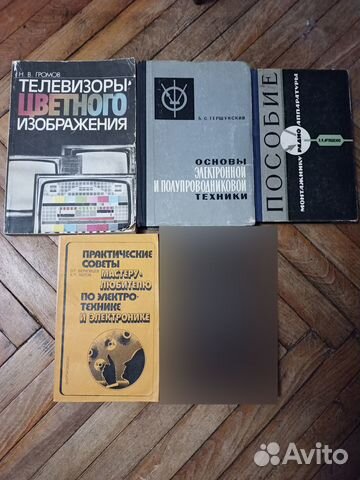 Н. В. ГРОМОВ
ТЕЛЕВИЗОРЫ
ЦВЕТНОГО
ИЗОБРАЖЕНИЯ
Б. С. ГЕРШУНСКИЙ
ОСНОВЫ
ЭЛЕКТРОННОЙ
И ПОЛУПРОВОДНИКОВОЙ
ТЕХНИКИ
ПОСОБИЕ
МОНТАЖНИКУ РАДИОАППАРАТУРЫ
ПРАКТИЧЕСКИЕ
СОВЕТЫ
МАСТЕРУ-
ЛЮБИТЕЛЮ
ПО ЭЛЕКТРО-
ТЕХНИКЕ
И ЭЛЕКТРОНИКЕ
Avito